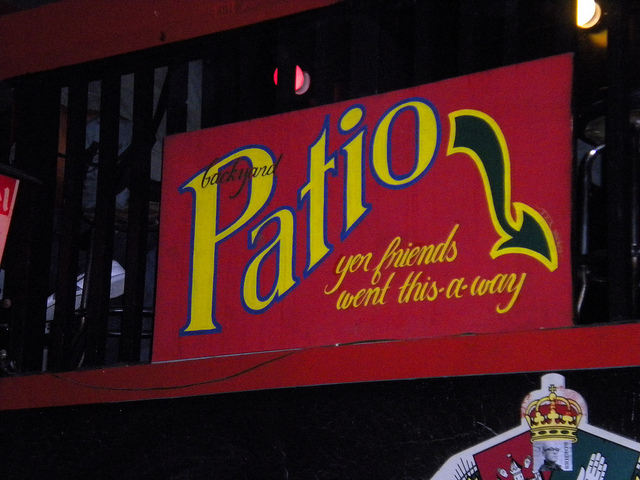 backyard
Patio
yer friends
went this-a-way